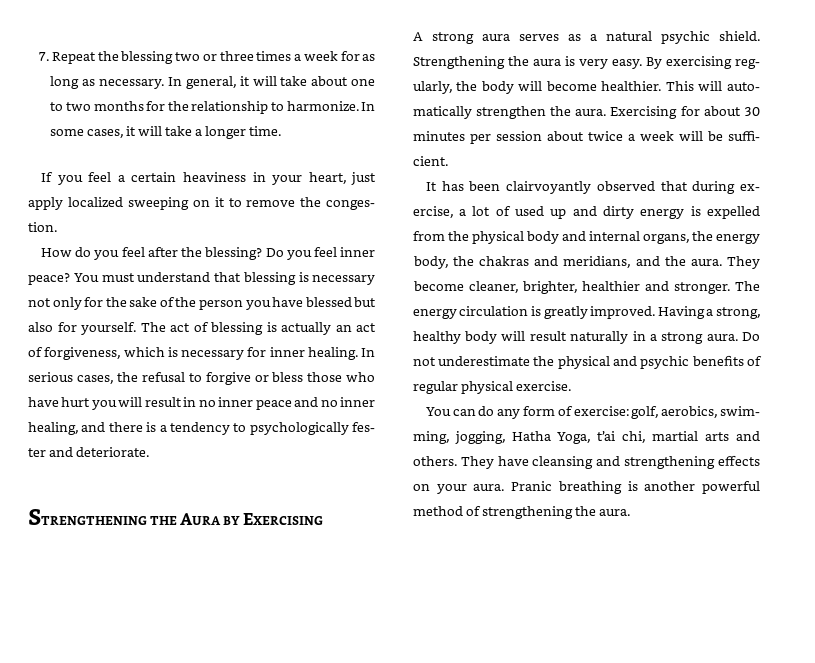 7. Repeat the blessing two or three times a week for as
long as necessary. In general, it will take about one
to two months for the relationship to harmonize. In
some cases, it will take a longer time.
If you feel a certain heaviness in your heart, just
apply localized sweeping on it to remove the conges-
tion.
How do you feel after the blessing? Do you feel inner
peace? You must understand that blessing is necessary
not only for the sake of the person you have blessed but
also for yourself. The act of blessing is actually an act
of forgiveness, which is necessary for inner healing. In
serious cases, the refusal to forgive or bless those who
have hurt you will result in no inner peace and no inner
healing, and there is a tendency to psychologically fes-
ter and deteriorate.
Strengthening the Aura by Exercising
A strong aura serves as a natural psychic shield.
Strengthening the aura is very easy. By exercising reg-
ularly, the body will become healthier. This will auto-
matically strengthen the aura. Exercising for about 30
minutes per session about twice a week will be suffi-
cient.
It has been clairvoyantly observed that during ex-
ercise, a lot of used up and dirty energy is expelled
from the physical body and internal organs, the energy
body, the chakras and meridians, and the aura. They
become cleaner, brighter, healthier and stronger. The
energy circulation is greatly improved. Having a strong,
healthy body will result naturally in a strong aura. Do
not underestimate the physical and psychic benefits of
regular physical exercise.
You can do any form of exercise: golf, aerobics, swim-
ming, jogging, Hatha Yoga, t'ai chi, martial arts and
others. They have cleansing and strengthening effects
on your aura. Pranic breathing is another powerful
method of strengthening the aura.